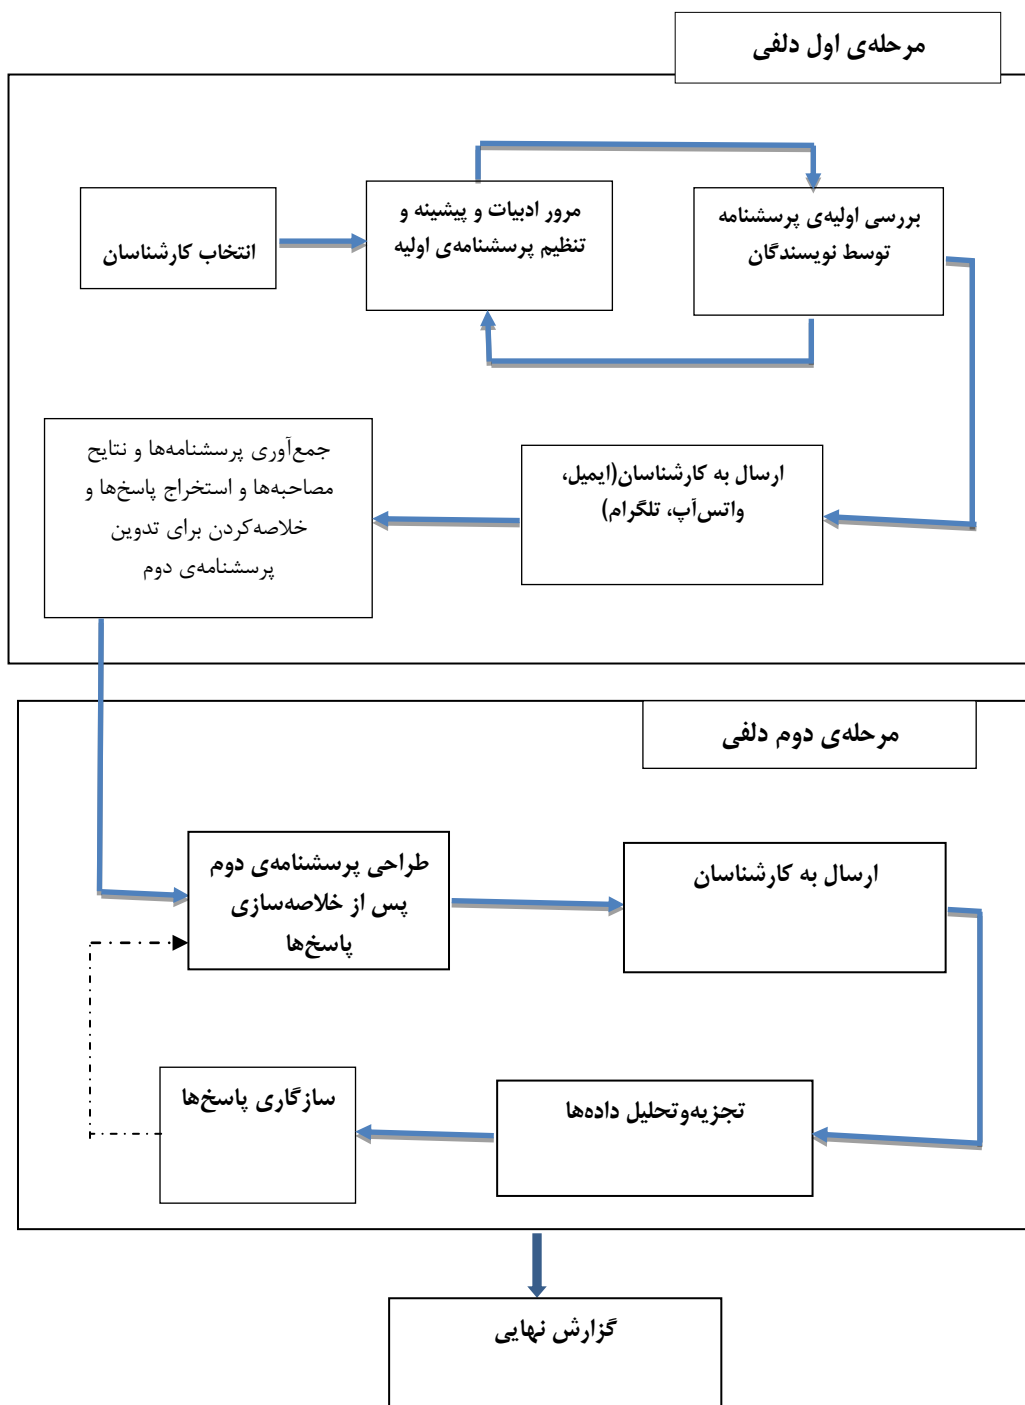 مرحله‌ی اول دلفی
انتخاب کارشناسان
مرور ادبیات و پیشینه و
تنظیم پرسشنامه‌ی اولیه
بررسی اولیه‌ی پرسشنامه
توسط نویسندگان
ارسال به کارشناسان(ایمیل،
واتس‌آپ، تلگرام)
جمع‌آوری پرسشنامه‌ها و نتایج
مصاحبه‌ها و استخراج پاسخ‌ها و
خلاصه‌کردن برای تدوین
پرسشنامه‌ی دوم
مرحله‌ی دوم دلفی
طراحی پرسشنامه‌ی دوم
پس از خلاصه‌سازی
پاسخ‌ها
ارسال به کارشناسان
تجزیه‌وتحلیل داده‌ها
سازگاری پاسخ‌ها
گزارش نهایی